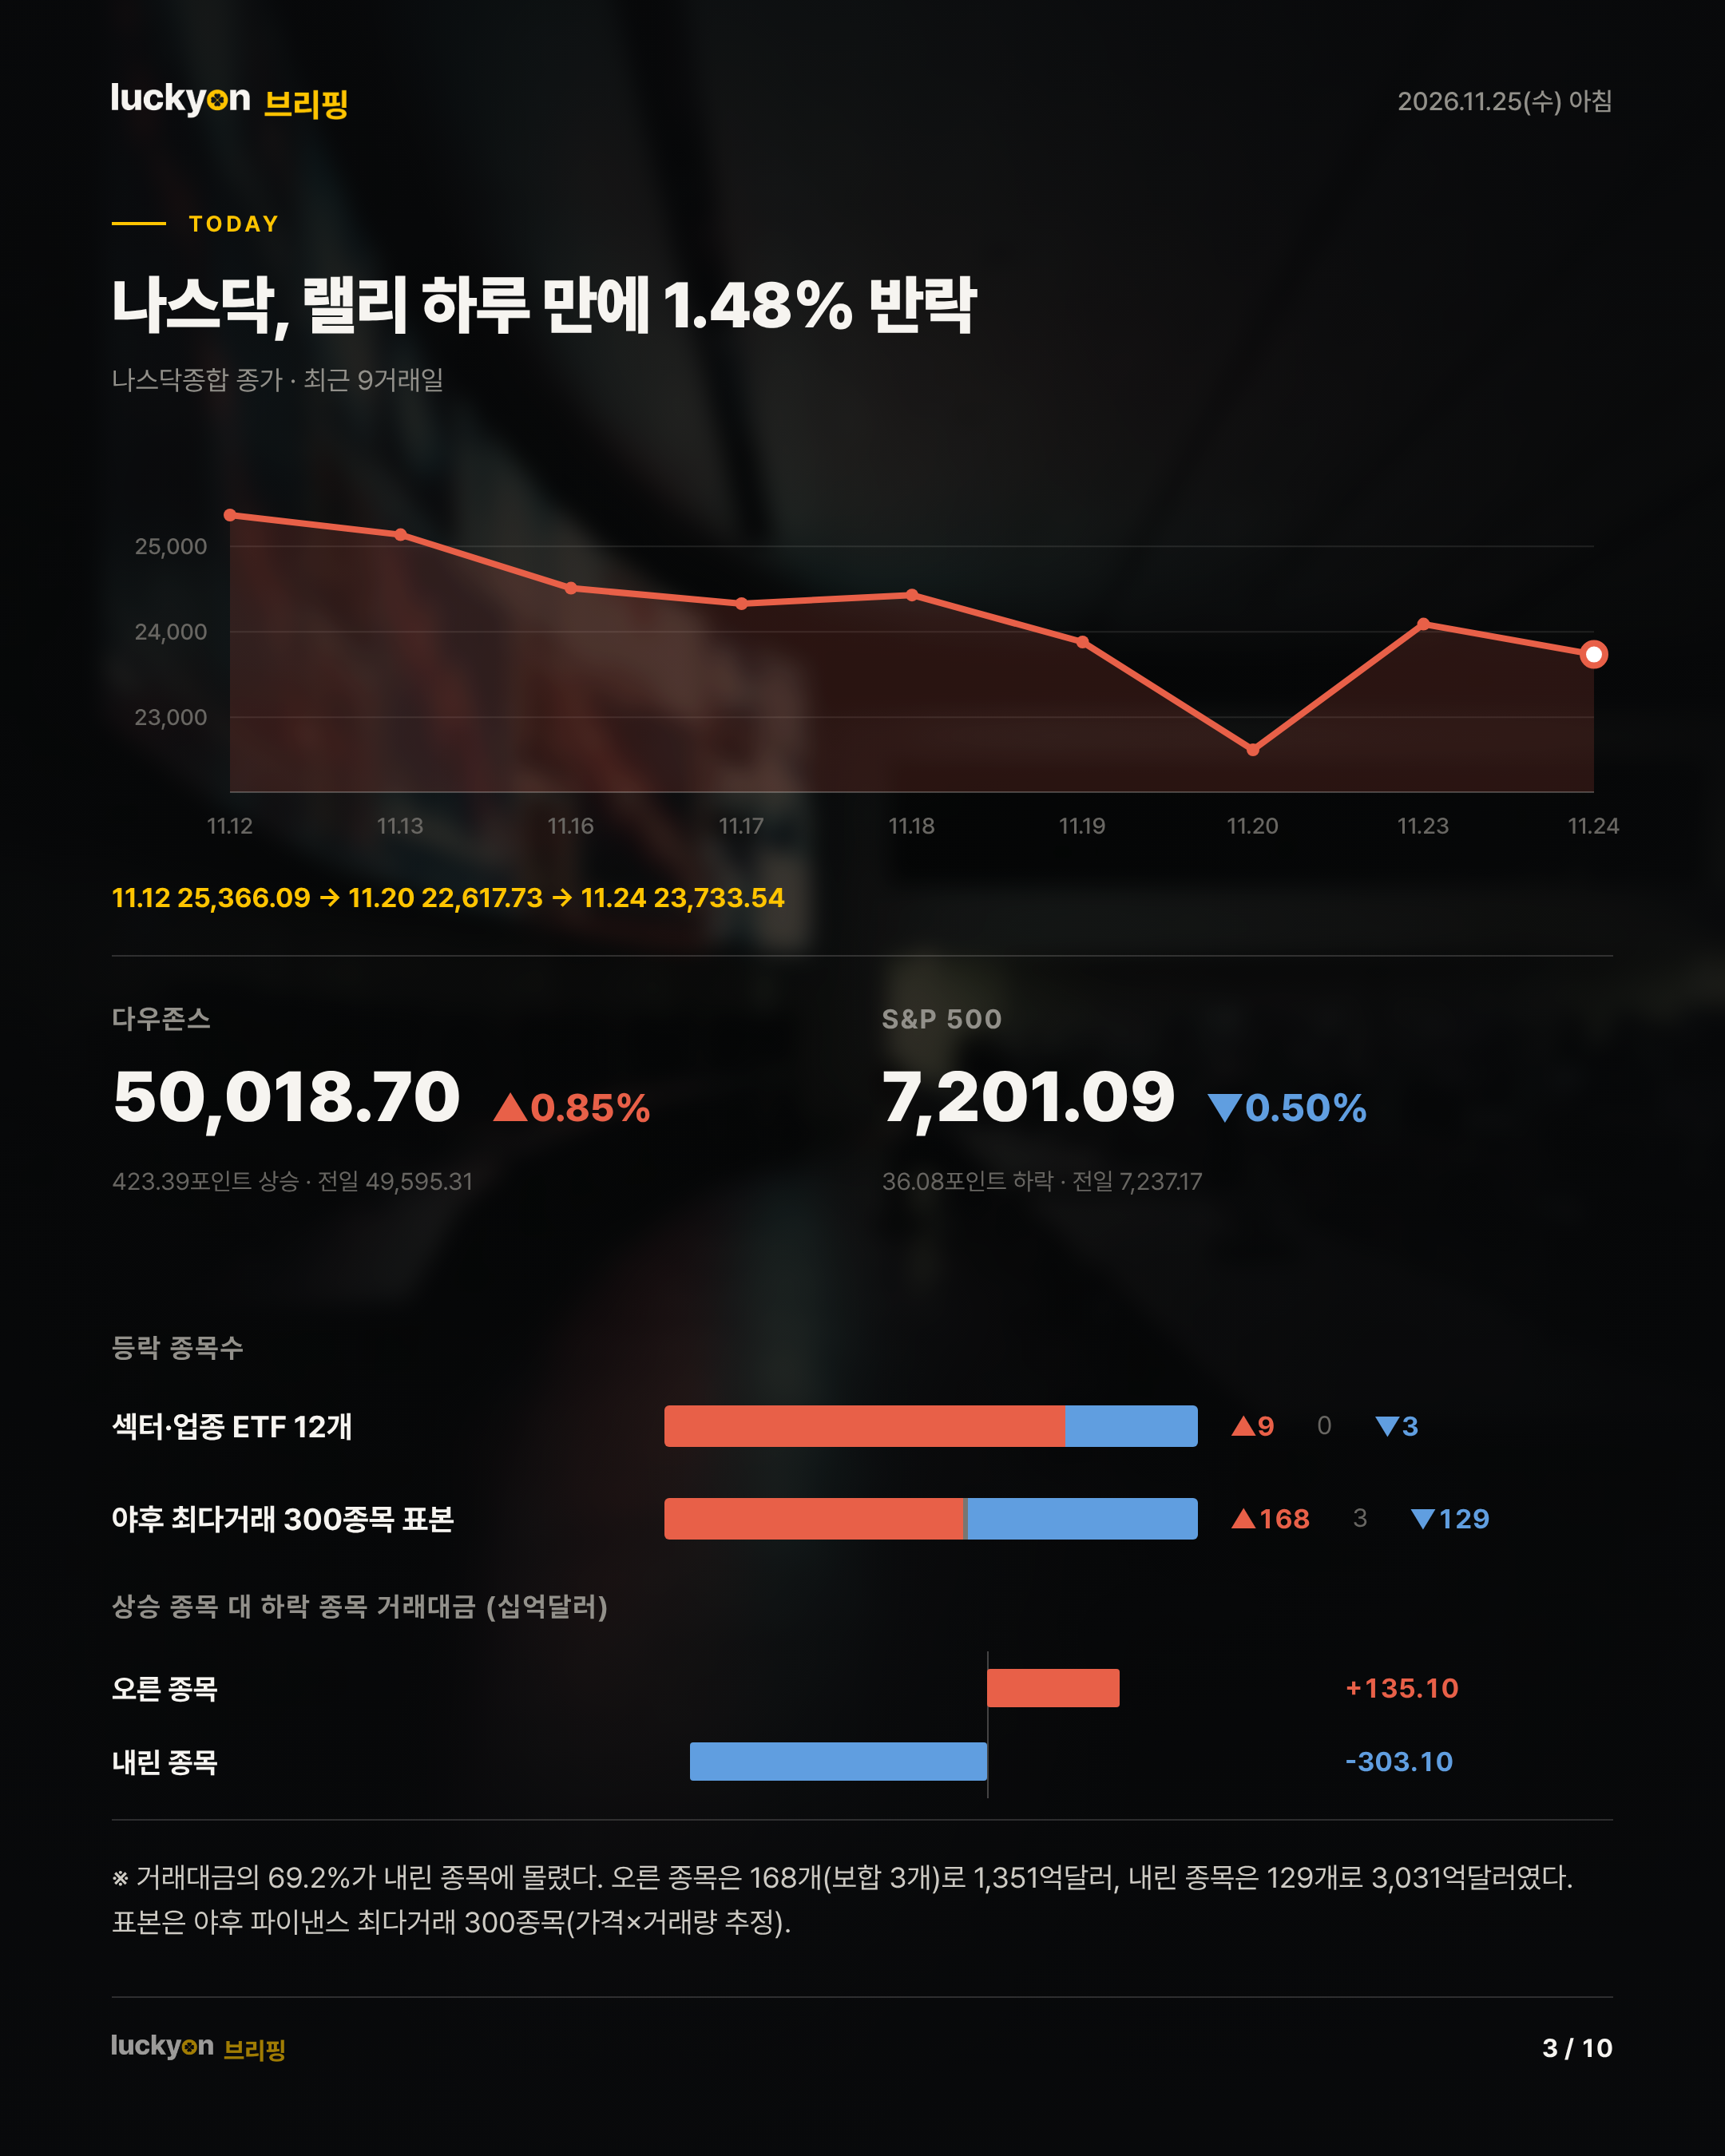 luckyon 브리핑
2026.11.25(수) 아침
TODAY
나스닥, 랠리 하루 만에 1.48% 반락
나스닥종합 종가 · 최근 9거래일
25,000
24,000
23,000
11.12 11.13 11.16 11.17 11.18 11.19 11.20 11.23 11.24
11.12 25,366.09 → 11.20 22,617.73 → 11.24 23,733.54
다우존스
50,018.70 ▲0.85%
423.39포인트 상승 · 전일 49,595.31
S&P 500
7,201.09 ▼0.50%
36.08포인트 하락 · 전일 7,237.17
등락 종목수
섹터·업종 ETF 12개 ▲9 0 ▼3
야후 최다거래 300종목 표본 ▲168 3 ▼129
상승 종목 대 하락 종목 거래대금 (십억달러)
오른 종목 +135.10
내린 종목 -303.10
※ 거래대금의 69.2%가 내린 종목에 몰렸다. 오른 종목은 168개(보합 3개)로 1,351억달러, 내린 종목은 129개로 3,031억달러였다.
표본은 야후 파이낸스 최다거래 300종목(가격×거래량 추정).
luckyon 브리핑
3 / 10